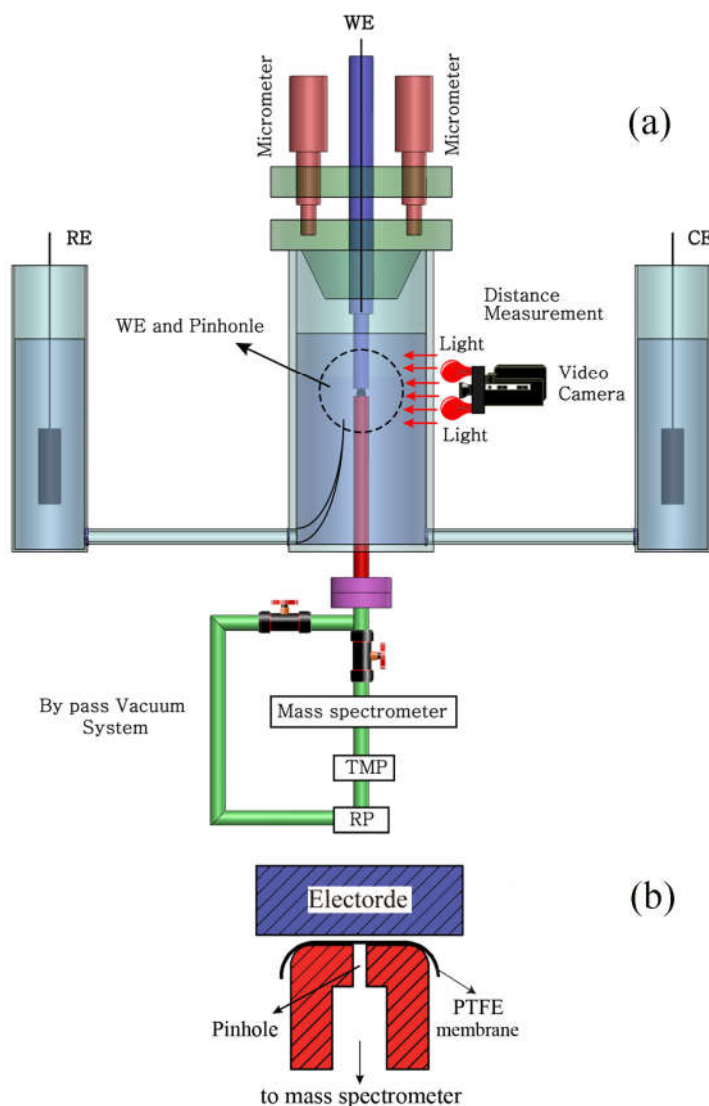 WE
Micrometer
Micrometer
(a)
RE
CE
Distance
Measurement
WE and Pinhonle
Light
Video
Camera
Light
By pass Vacuum
System
Mass spectrometer
TMP
RP
(b)
Electorde
Pinhole
PTFE
membrane
to mass spectrometer